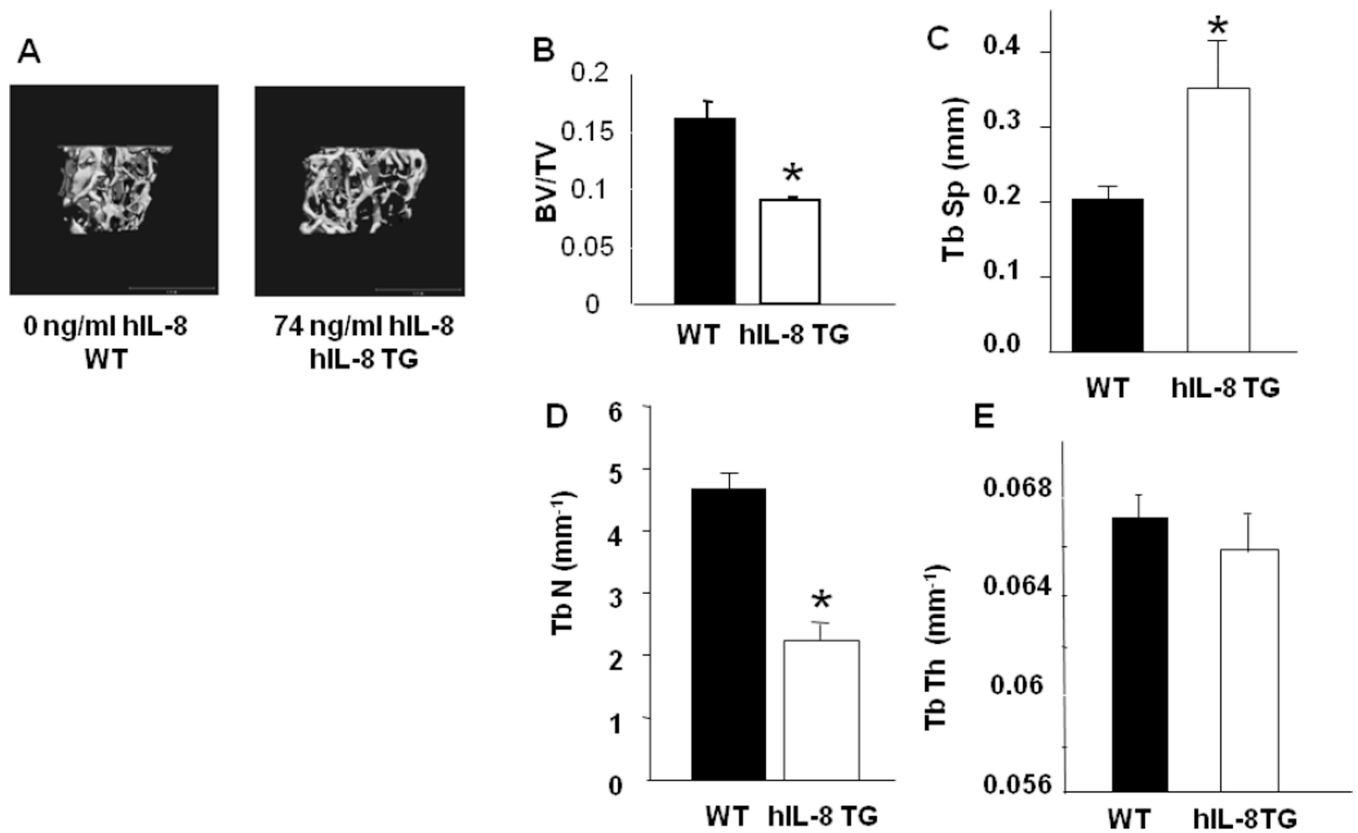 A
0 ng/ml hIL-8
WT
74 ng/ml hIL-8
hIL-8 TG
B
BV/TV
0.2
0.15
0.1
0.05
0
*
WT
hIL-8 TG
C
Tb Sp (mm)
0.4
0.3
0.2
0.1
0.0
*
WT
hIL-8 TG
D
Tb N (mm-1)
6
5
4
3
2
1
0
*
WT
hIL-8 TG
E
Tb Th (mm-1)
0.068
0.064
0.06
0.056
WT
hIL-8TG